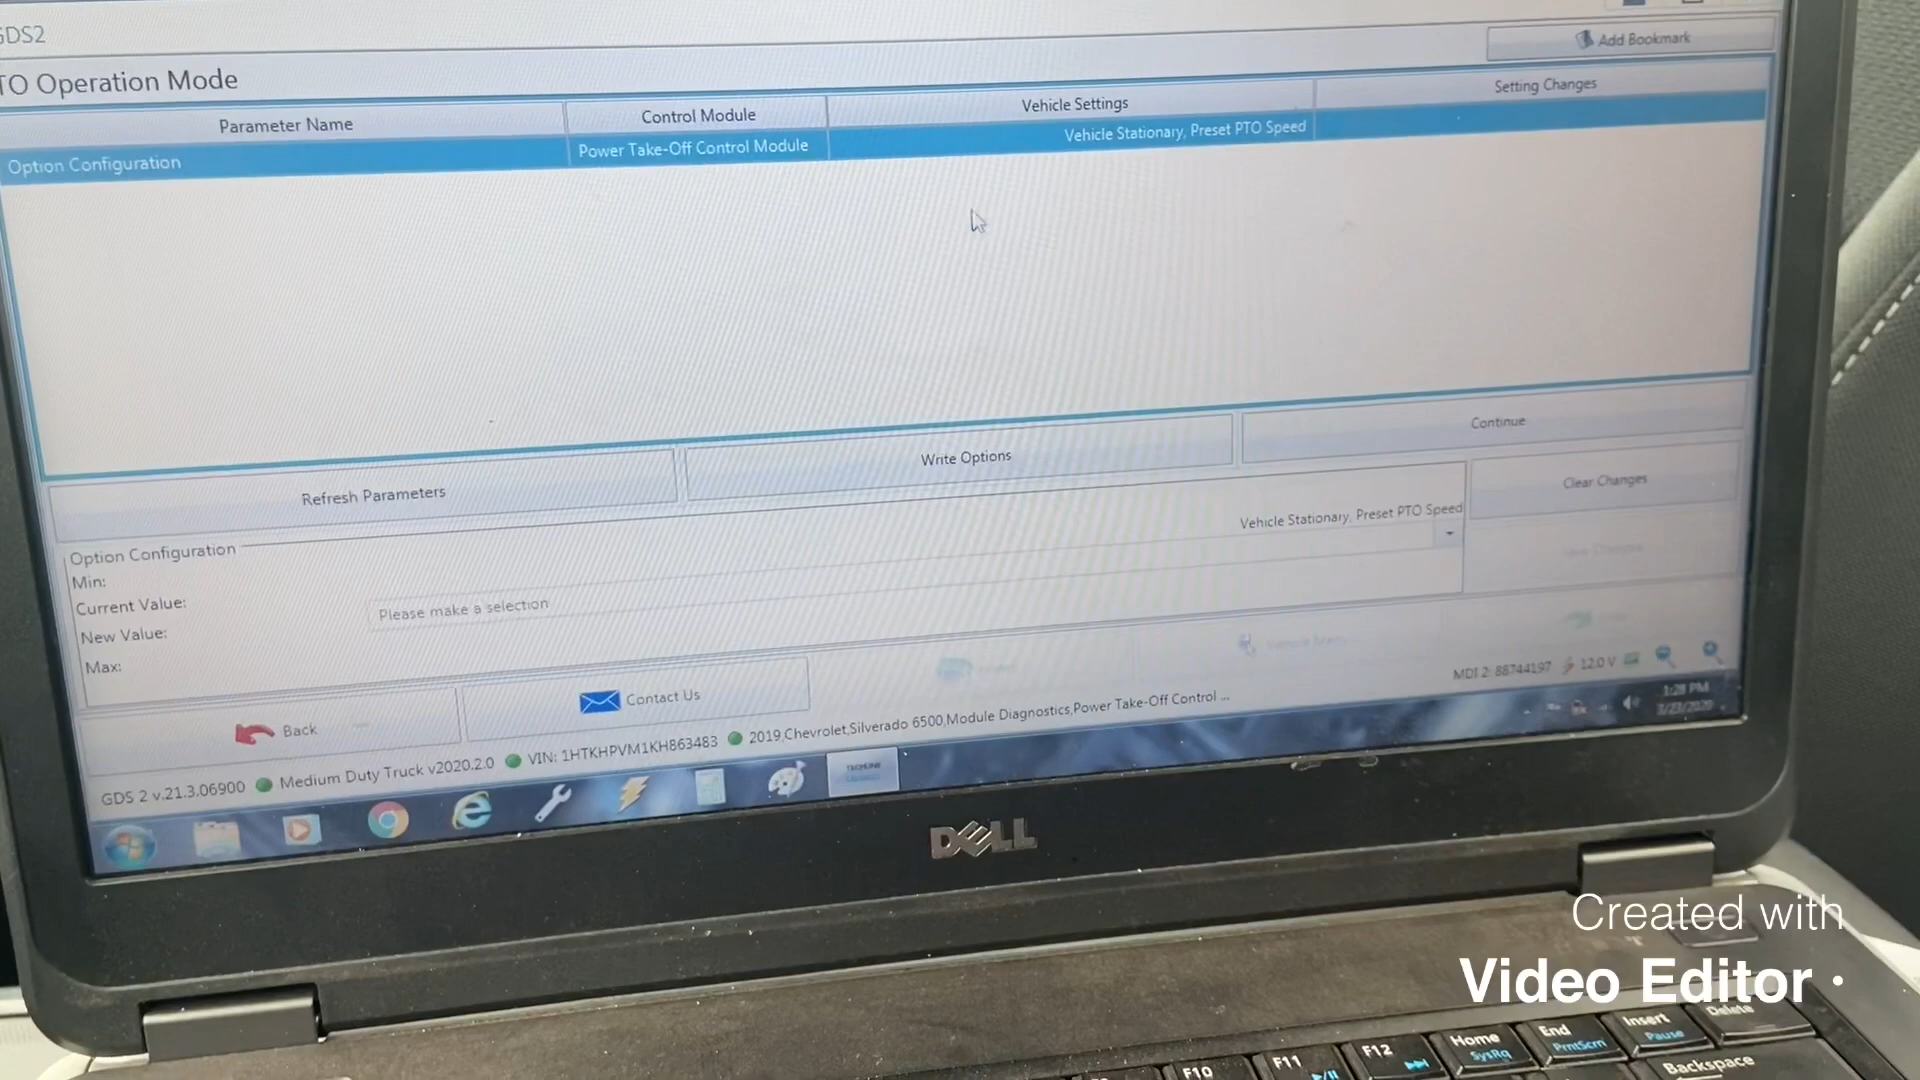 GDS2
Add Bookmark
TO Operation Mode
Parameter Name
Control Module
Vehicle Settings
Setting Changes
Option Configuration
Power Take-Off Control Module
Vehicle Stationary, Preset PTO Speed
Refresh Parameters
Write Options
Continue
Clear Changes
Option Configuration
Min:
Current Value:
Vehicle Stationary, Preset PTO Speed
New Value:
Please make a selection
Max:
Back
Contact Us
MDI 2: 88744197
12.0 V
GDS 2 v.21.3.06900
Medium Duty Truck v2020.2.0
VIN: 1HTKHPVM1KH863483
2019,Chevrolet,Silverado 6500,Module Diagnostics,Power Take-Off Control ...
1:28 PM
3/23/2020
TECHLINE
DELL
Created with
Video Editor ·
F10
F11
F12
Home
SysRq
End
PrntScrn
Insert
Pause
Delete
Backspace